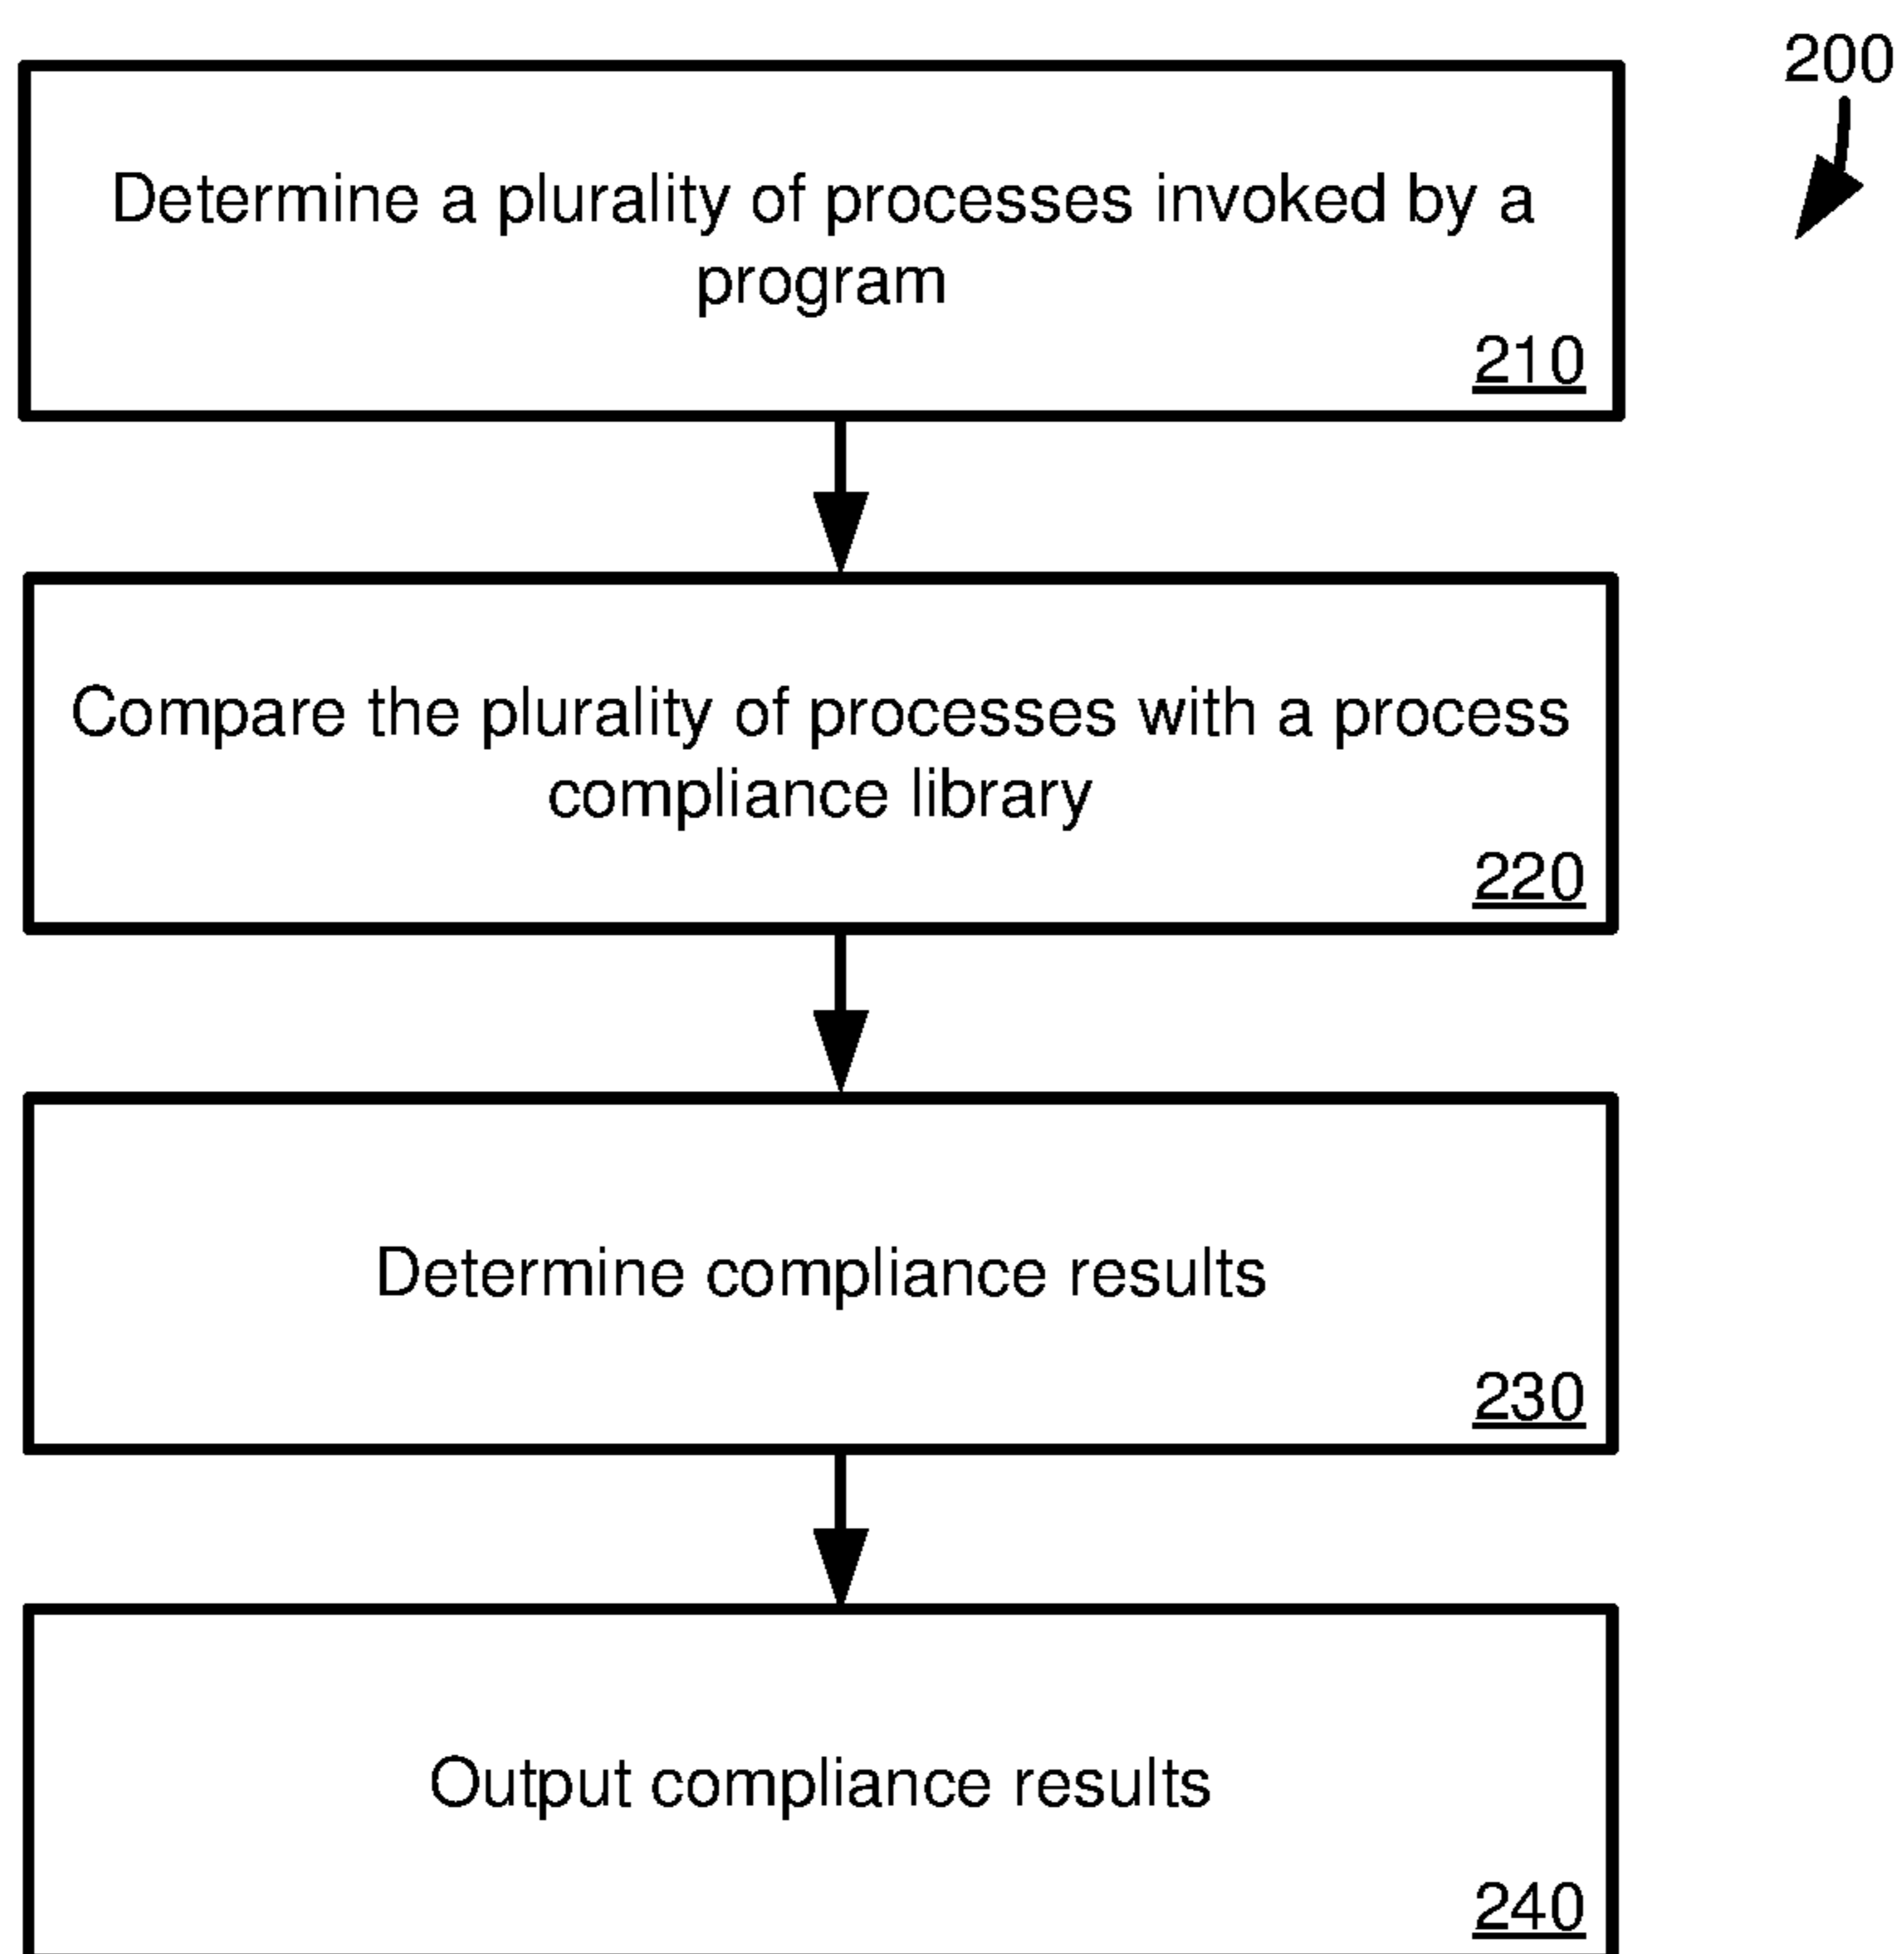 200
Determine a plurality of processes invoked by a
program
210
Compare the plurality of processes with a process
compliance library
220
Determine compliance results
230
Output compliance results
240